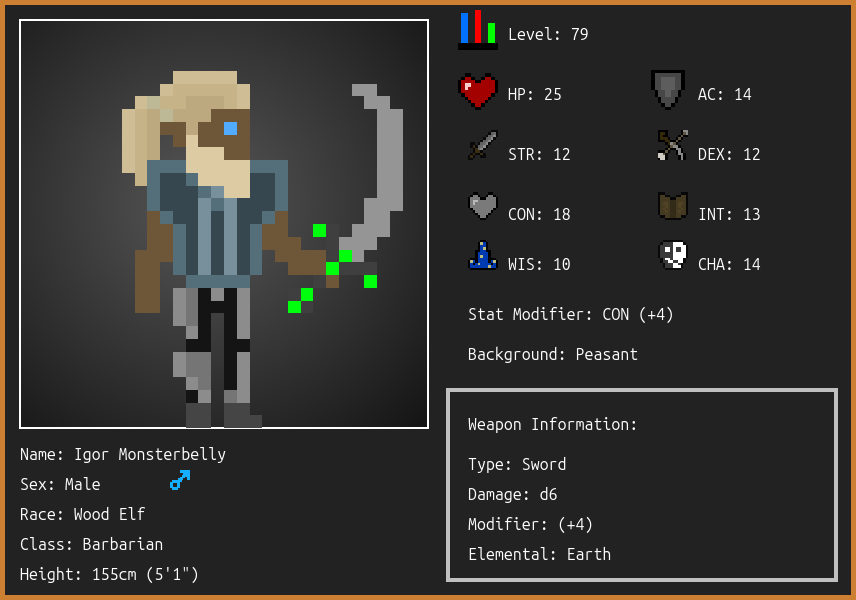 Level: 79
HP: 25
AC: 14
STR: 12
DEX: 12
CON: 18
INT: 13
WIS: 10
CHA: 14
Stat Modifier: CON (+4)
Background: Peasant
Weapon Information:
Type: Sword
Damage: d6
Modifier: (+4)
Elemental: Earth
Name: Igor Monsterbelly
Sex: Male
Race: Wood Elf
Class: Barbarian
Height: 155cm (5'1")